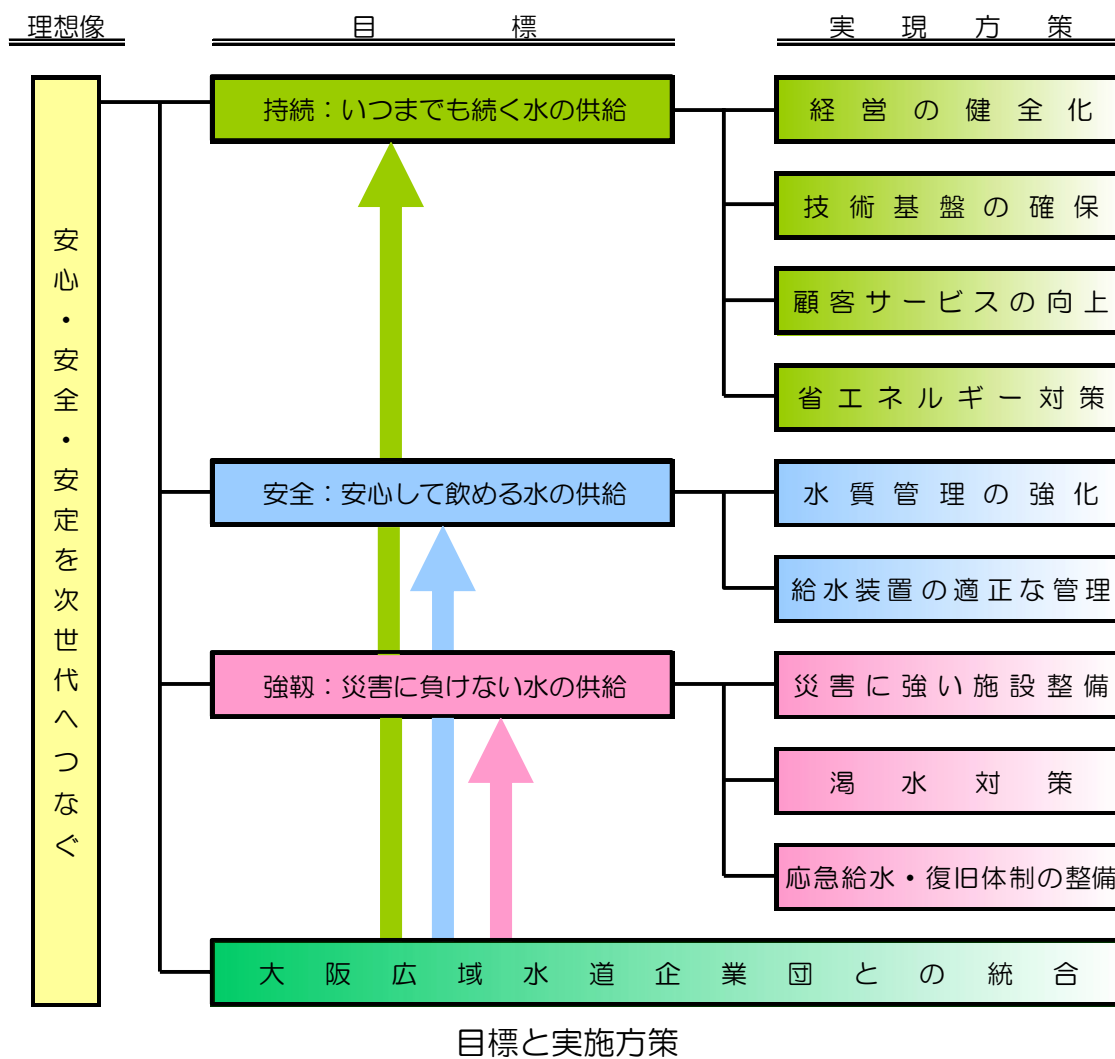 理想像
目標
実現方策
安心・安全・安定を次世代へつなぐ
持続：いつまでも続く水の供給
経営の健全化
技術基盤の確保
顧客サービスの向上
省エネルギー対策
安全：安心して飲める水の供給
水質管理の強化
給水装置の適正な管理
強靱：災害に負けない水の供給
災害に強い施設整備
渇水対策
応急給水・復旧体制の整備
大阪広域水道企業団との統合
目標と実施方策